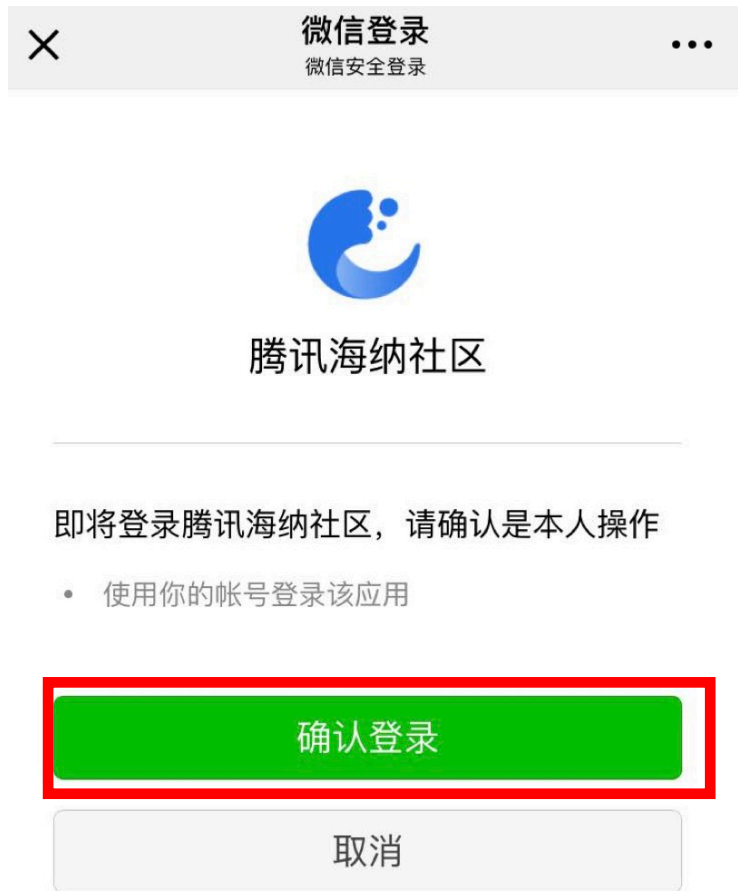 微信登录
微信安全登录
腾讯海纳社区
即将登录腾讯海纳社区，请确认是本人操作
• 使用你的帐号登录该应用
确认登录
取消